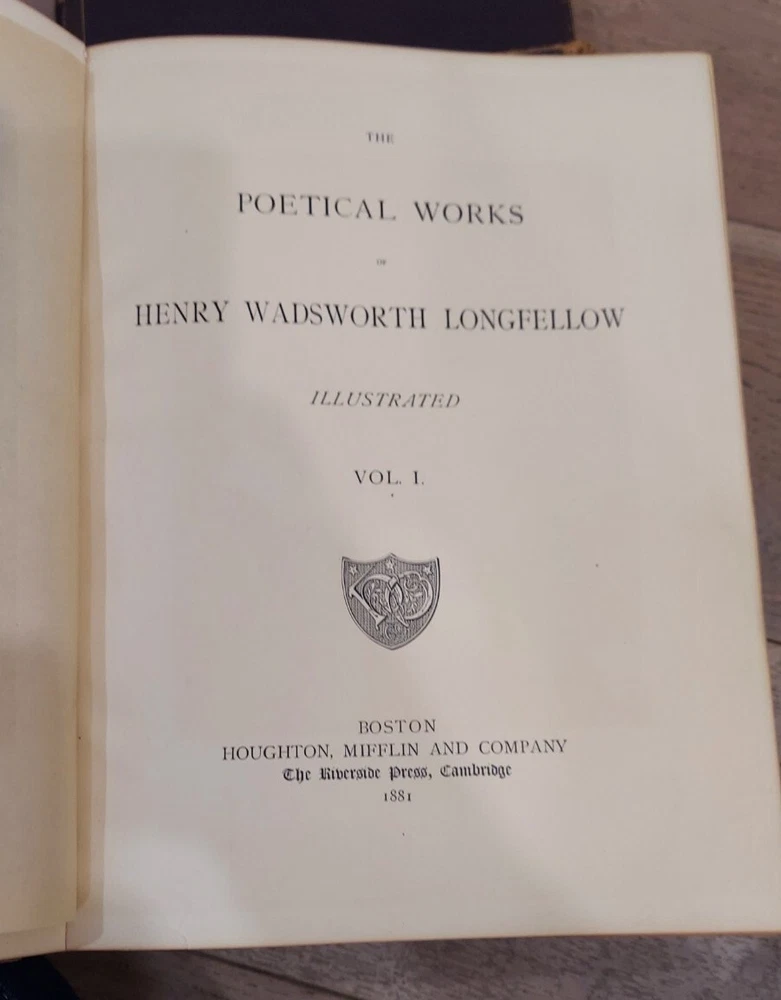 THE
POETICAL WORKS
OF
HENRY WADSWORTH LONGFELLOW
ILLUSTRATED
VOL. I.
BOSTON
HOUGHTON, MIFFLIN AND COMPANY
The Riverside Press, Cambridge
1881